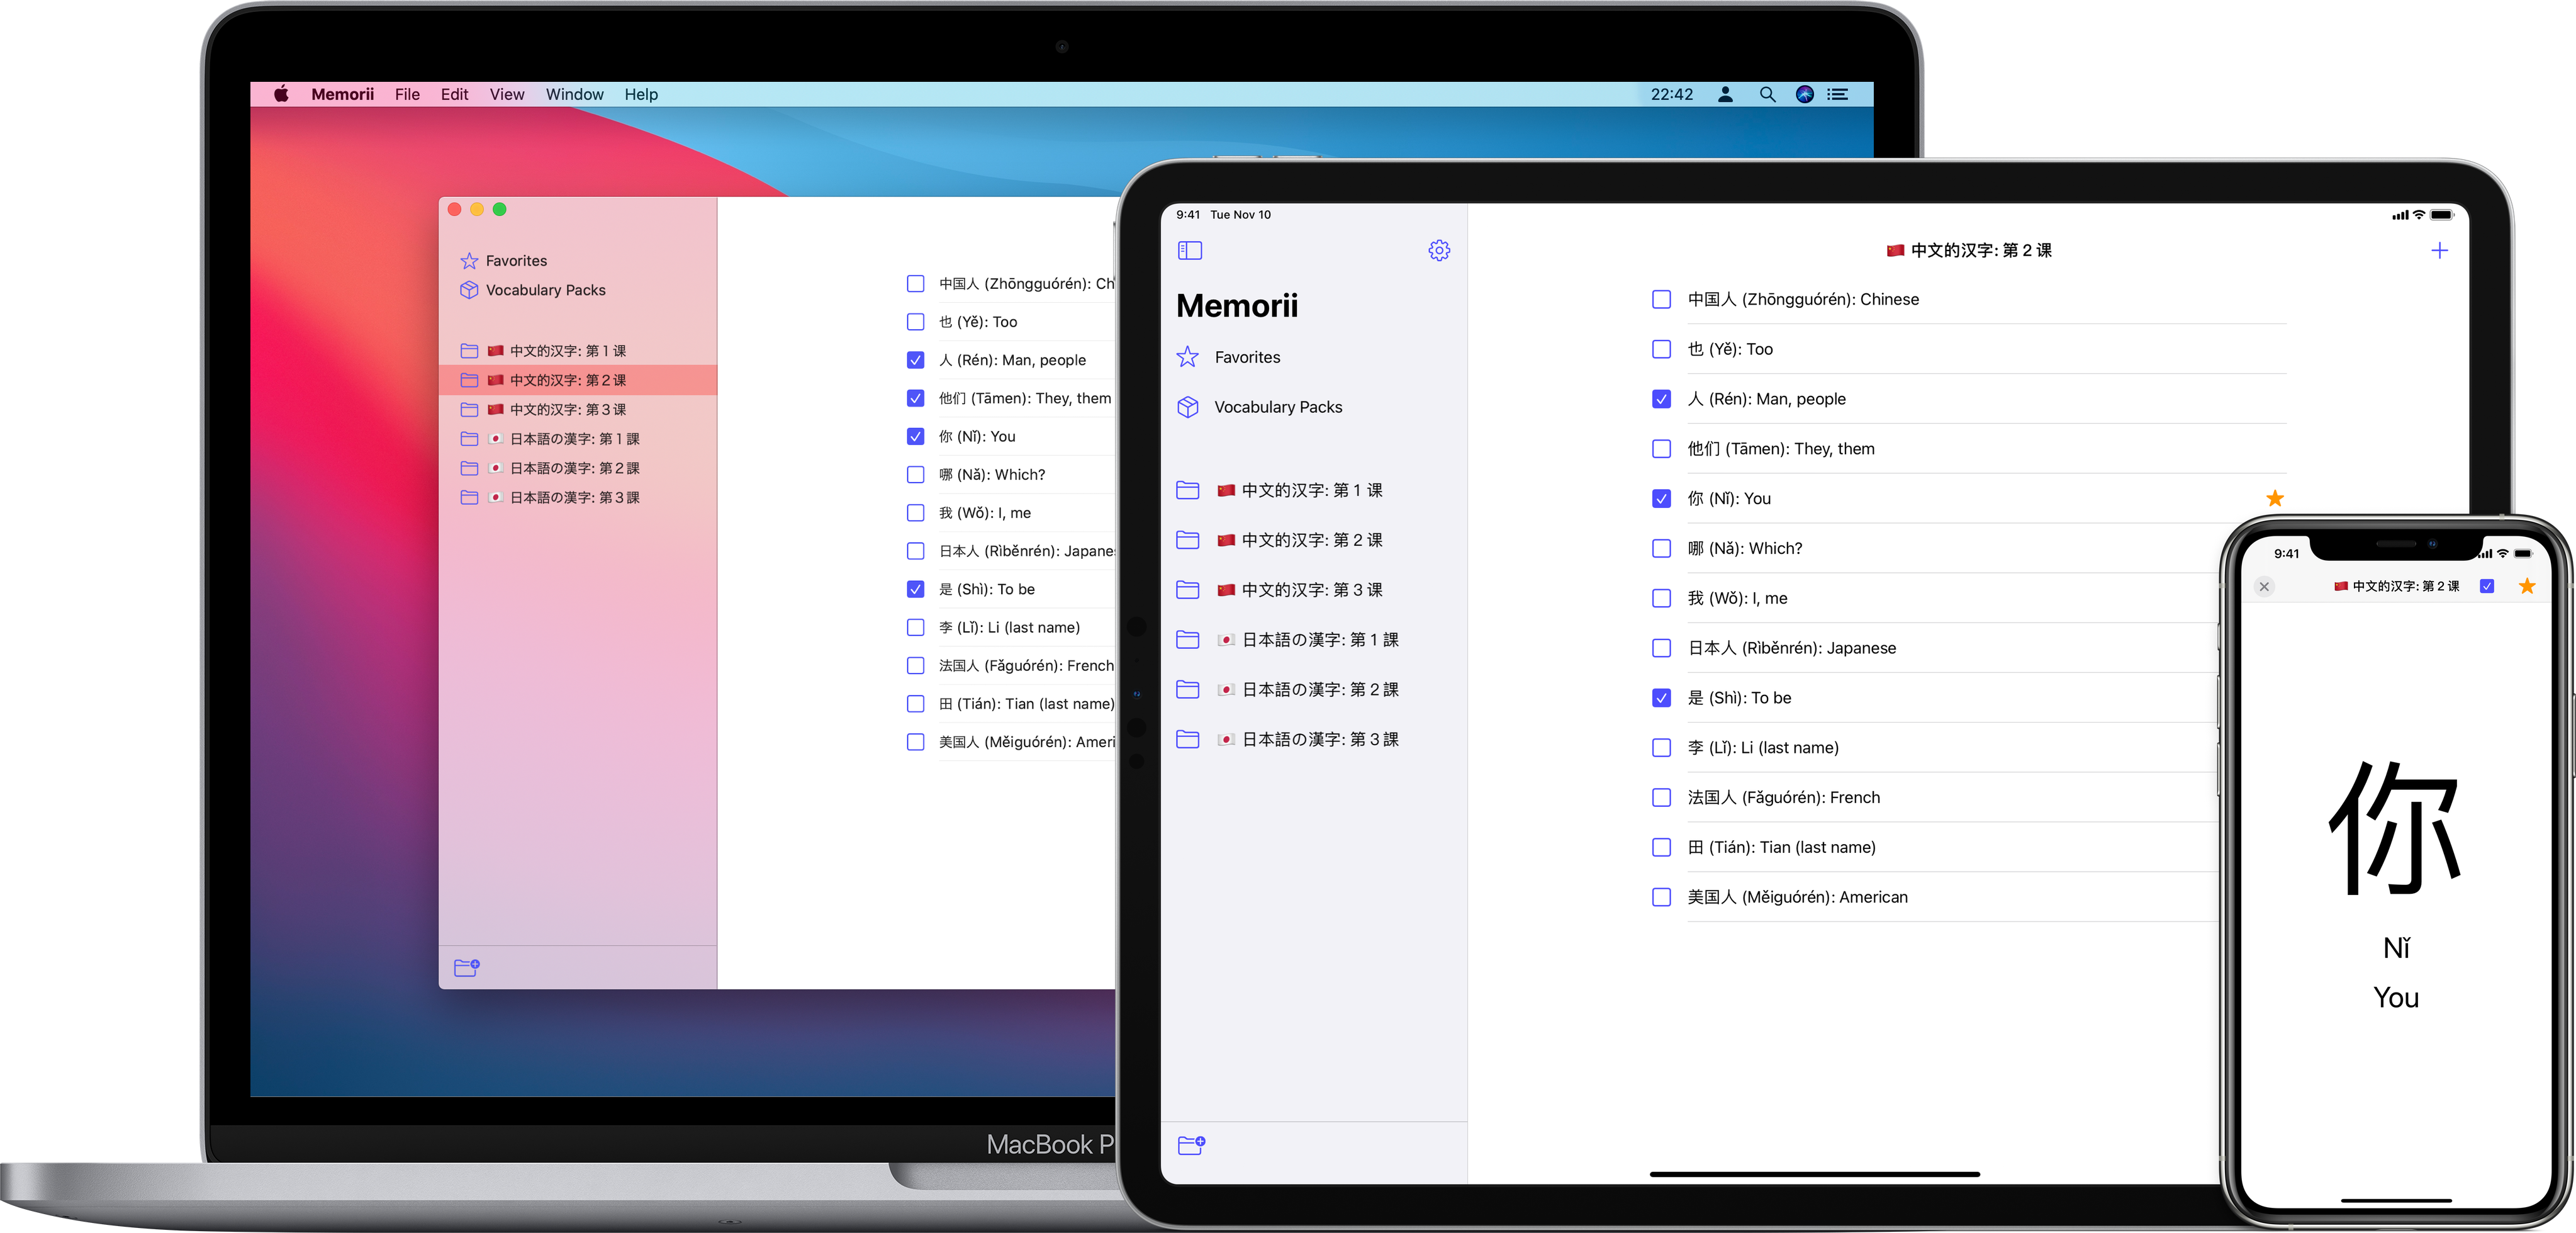 Memorii File Edit View Window Help 22:42
Favorites
Vocabulary Packs
🇨🇳 中文的汉字: 第 1 课
🇨🇳 中文的汉字: 第 2 课
🇨🇳 中文的汉字: 第 3 课
🇯🇵 日本語の漢字: 第 1 課
🇯🇵 日本語の漢字: 第 2 課
🇯🇵 日本語の漢字: 第 3 課
中国人 (Zhōngguórén): Ch
也 (Yě): Too
人 (Rén): Man, people
他们 (Tāmen): They, them
你 (Nǐ): You
哪 (Nǎ): Which?
我 (Wǒ): I, me
日本人 (Rìběnrén): Japane
是 (Shì): To be
李 (Lǐ): Li (last name)
法国人 (Fǎguórén): French
田 (Tián): Tian (last name)
美国人 (Měiguórén): Ameri
MacBook P
9:41 Tue Nov 10
Memorii
Favorites
Vocabulary Packs
🇨🇳 中文的汉字: 第 1 课
🇨🇳 中文的汉字: 第 2 课
🇨🇳 中文的汉字: 第 3 课
🇯🇵 日本語の漢字: 第 1 課
🇯🇵 日本語の漢字: 第 2 課
🇯🇵 日本語の漢字: 第 3 課
🇨🇳 中文的汉字: 第 2 课
中国人 (Zhōngguórén): Chinese
也 (Yě): Too
人 (Rén): Man, people
他们 (Tāmen): They, them
你 (Nǐ): You
哪 (Nǎ): Which?
我 (Wǒ): I, me
日本人 (Rìběnrén): Japanese
是 (Shì): To be
李 (Lǐ): Li (last name)
法国人 (Fǎguórén): French
田 (Tián): Tian (last name)
美国人 (Měiguórén): American
9:41
🇨🇳 中文的汉字: 第 2 课
你
Nǐ
You